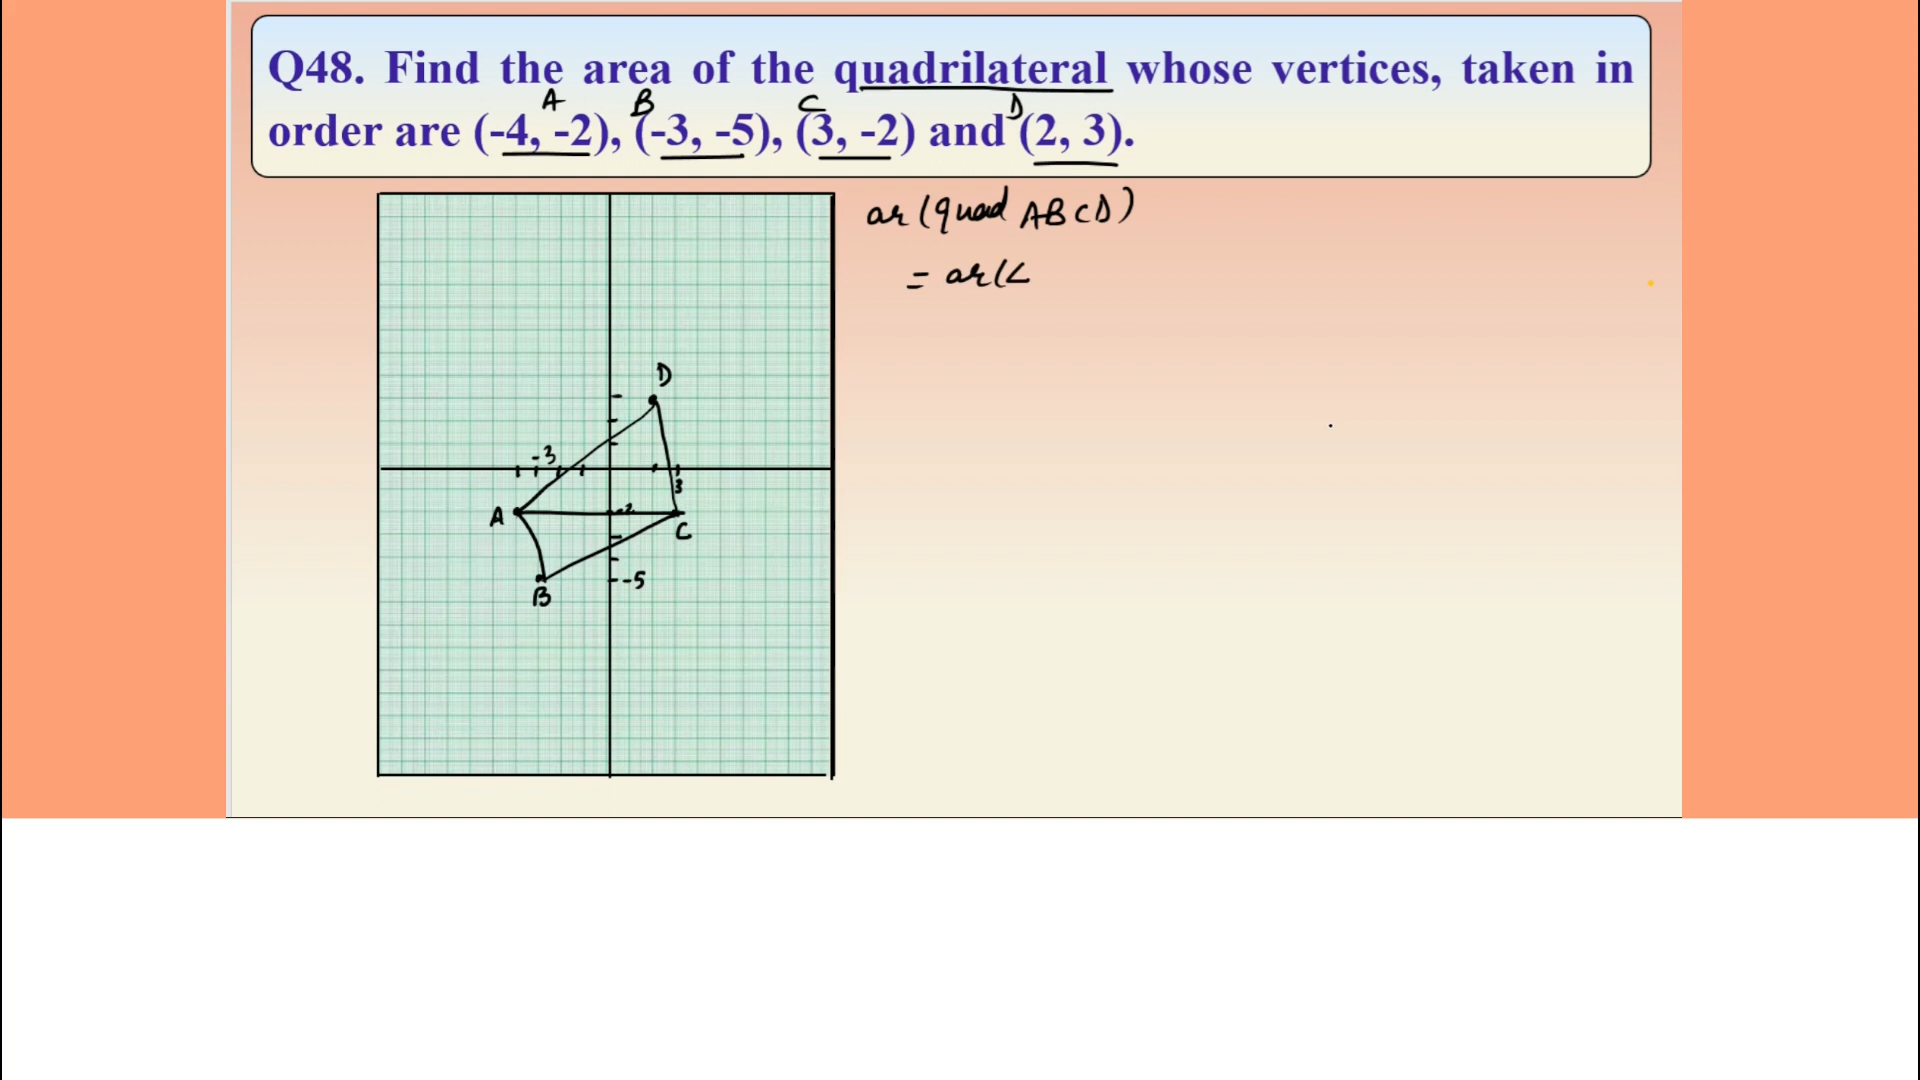 Q48. Find the area of the quadrilateral whose vertices, taken in
A B C D
order are (-4, -2), (-3, -5), (3, -2) and (2, 3).
ar (quad ABCD)
= ar(
D
-3
3
A -2
C
-5
B